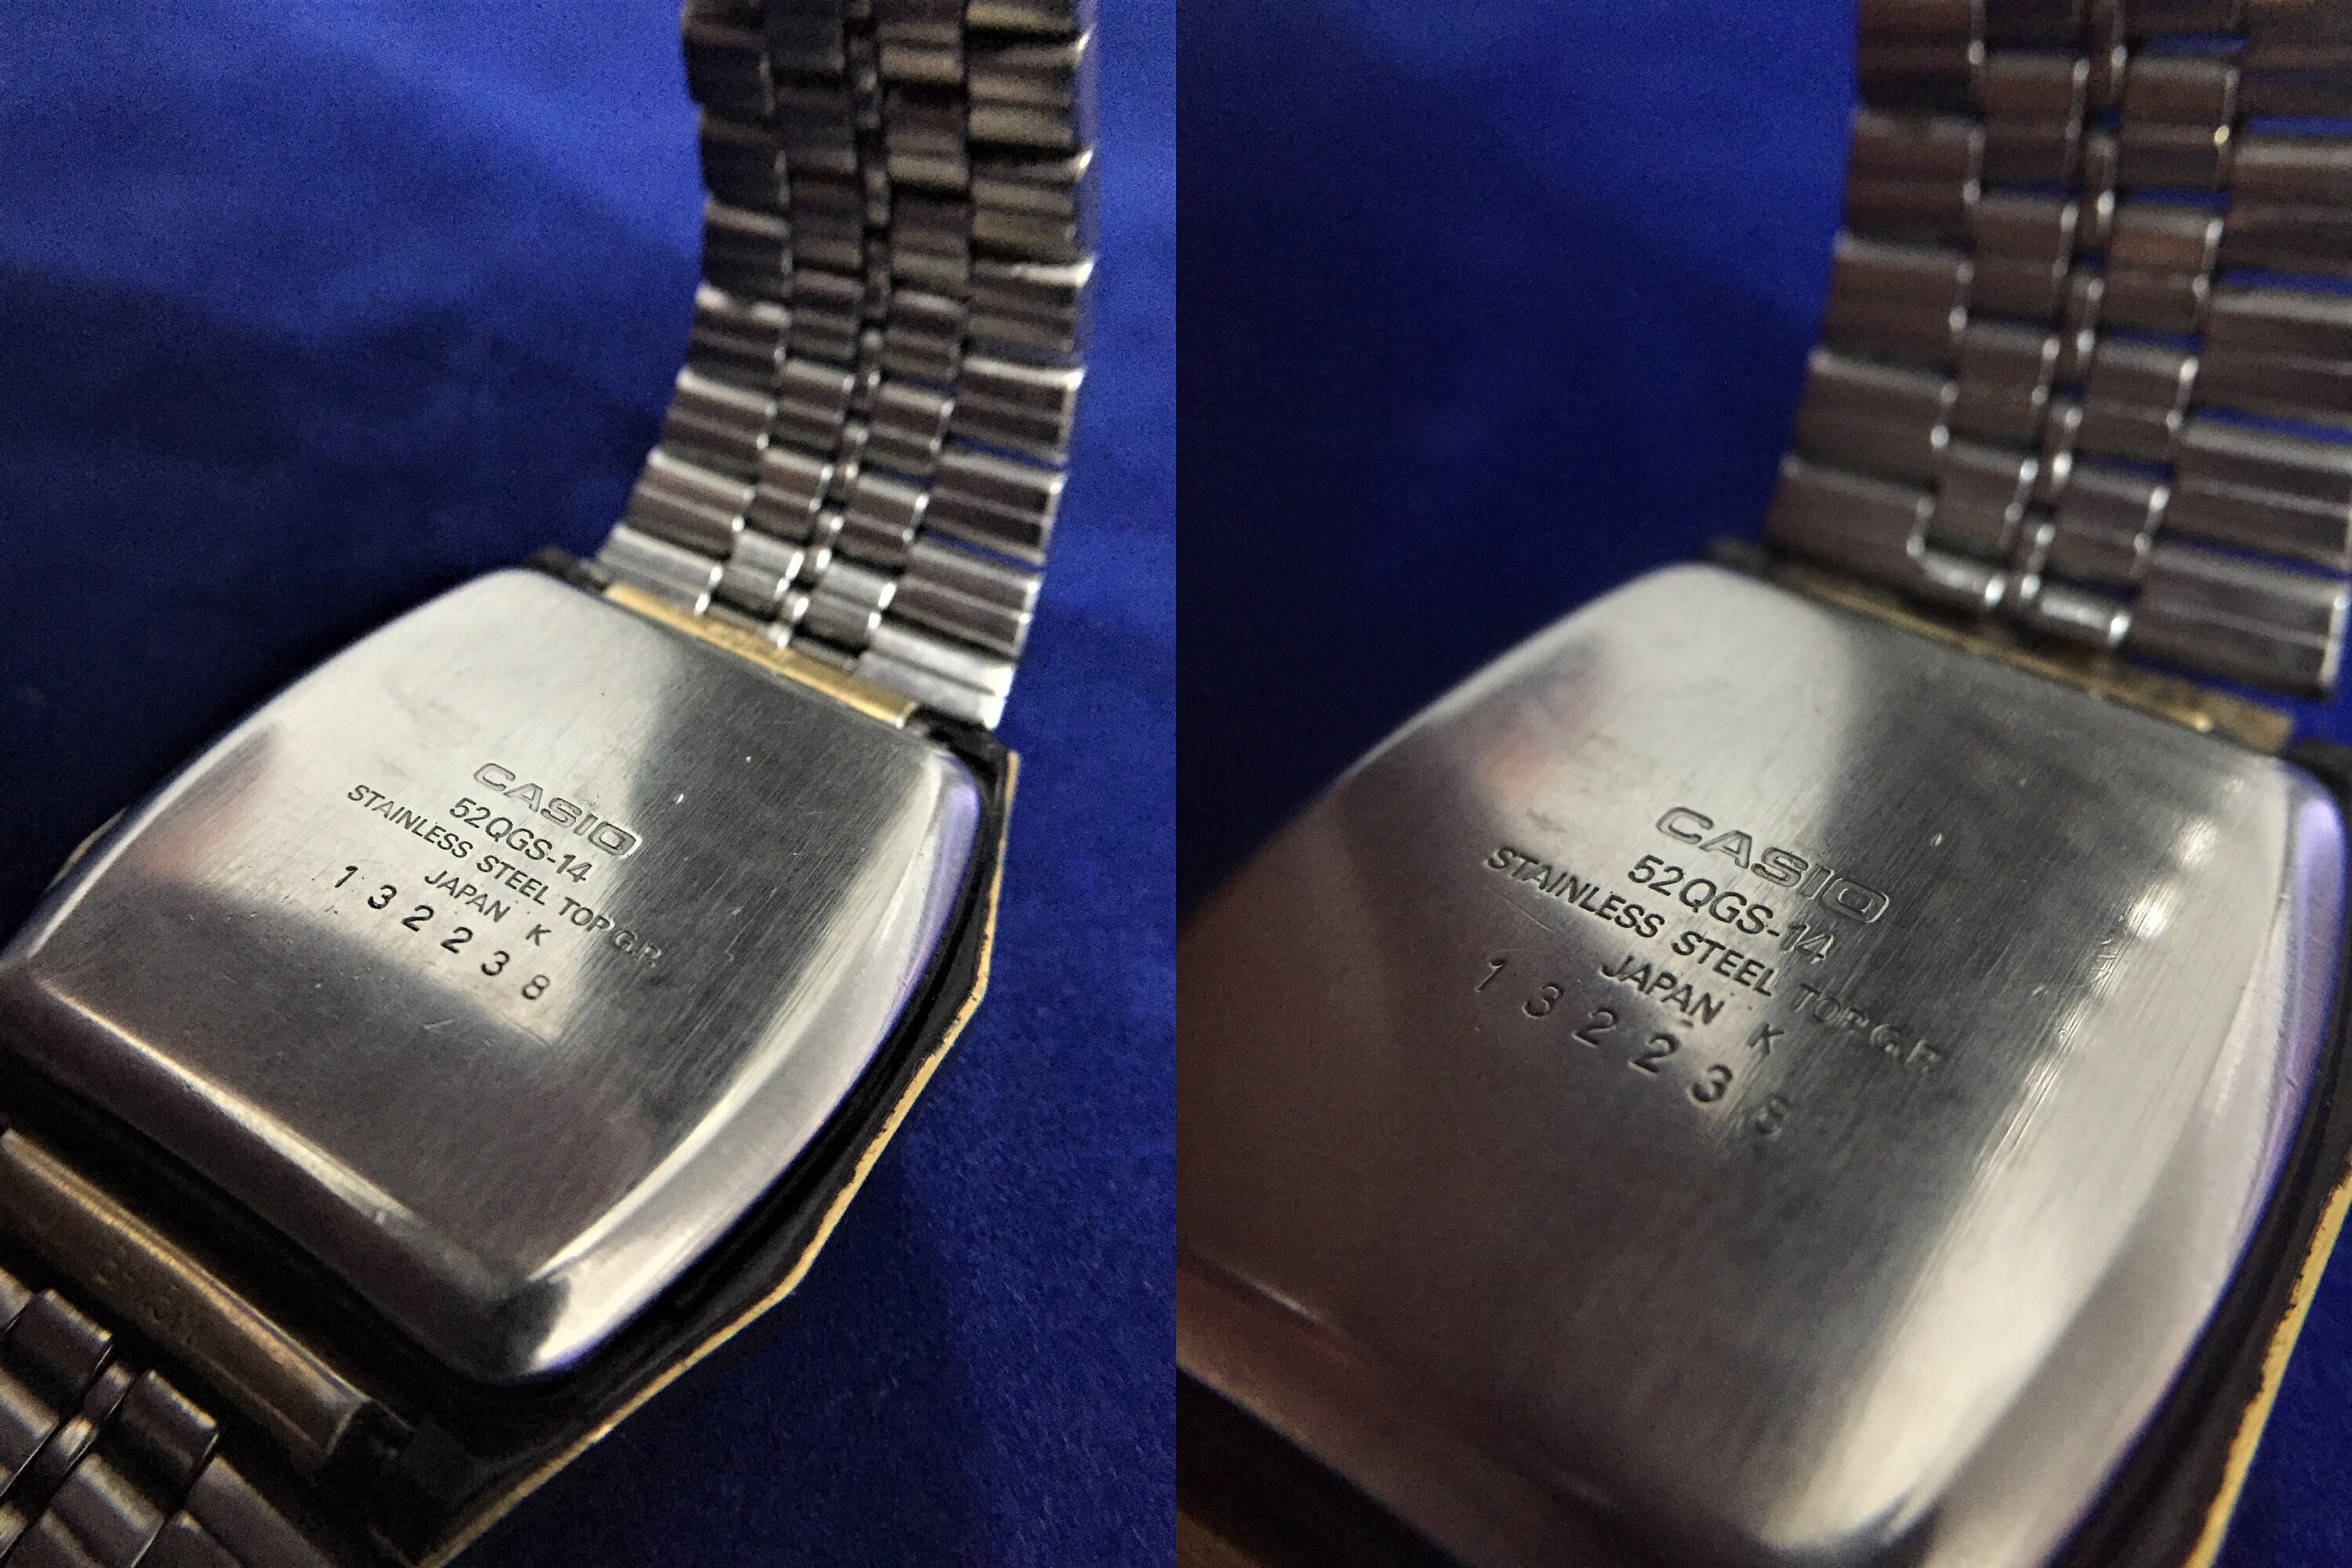 CASIO
52QGS-14
STAINLESS STEEL TOP G.P.
JAPAN K
132238
CASIO
52QGS-14
STAINLESS STEEL TOP G.P.
JAPAN K
132238